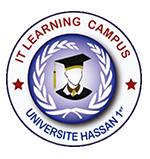 IT LEARNING CAMPUS
UNIVERSITE HASSAN 1er